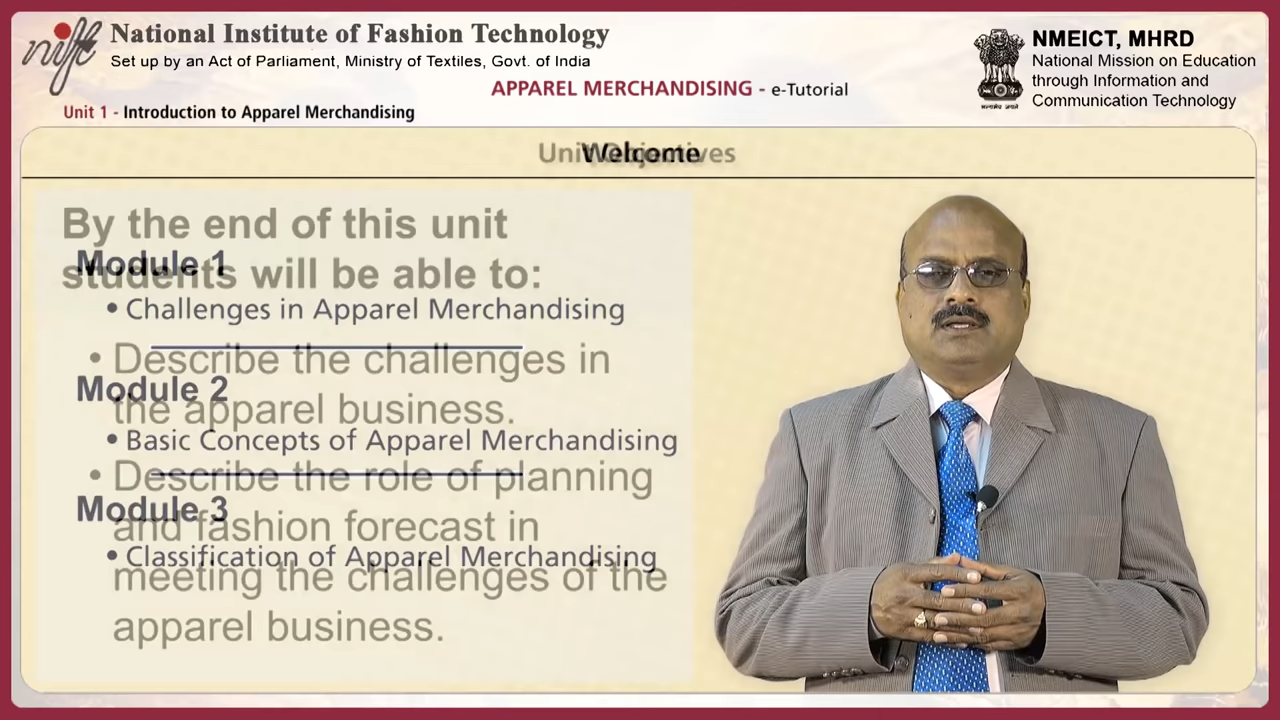 nift
National Institute of Fashion Technology
Set up by an Act of Parliament, Ministry of Textiles, Govt. of India
NMEICT, MHRD
National Mission on Education
through Information and
Communication Technology
सत्यमेव जयते
APPAREL MERCHANDISING - e-Tutorial
Unit 1 - Introduction to Apparel Merchandising
Unit Objectives
Welcome
By the end of this unit
students will be able to:
• Describe the challenges in
the apparel business.
• Describe the role of planning
and fashion forecast in
meeting the challenges of the
apparel business.
Module 1
• Challenges in Apparel Merchandising
Module 2
• Basic Concepts of Apparel Merchandising
Module 3
• Classification of Apparel Merchandising